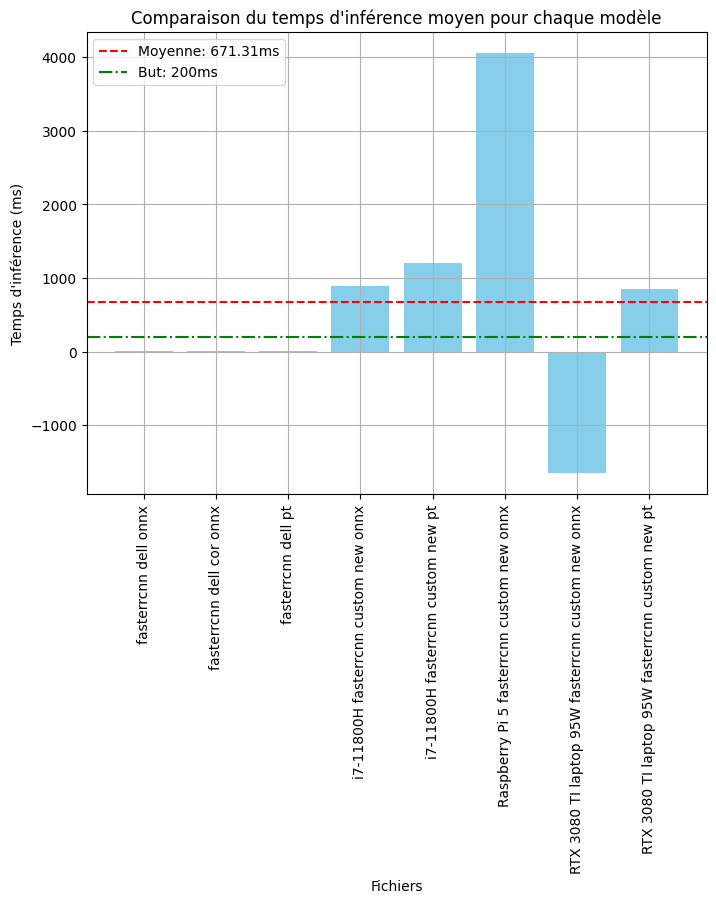 Comparaison du temps d'inférence moyen pour chaque modèle
Moyenne: 671.31ms
But: 200ms
Temps d'inférence (ms)
4000
3000
2000
1000
0
−1000
fasterrcnn dell onnx
fasterrcnn dell cor onnx
fasterrcnn dell pt
i7-11800H fasterrcnn custom new onnx
i7-11800H fasterrcnn custom new pt
Raspberry Pi 5 fasterrcnn custom new onnx
RTX 3080 TI laptop 95W fasterrcnn custom new onnx
RTX 3080 TI laptop 95W fasterrcnn custom new pt
Fichiers